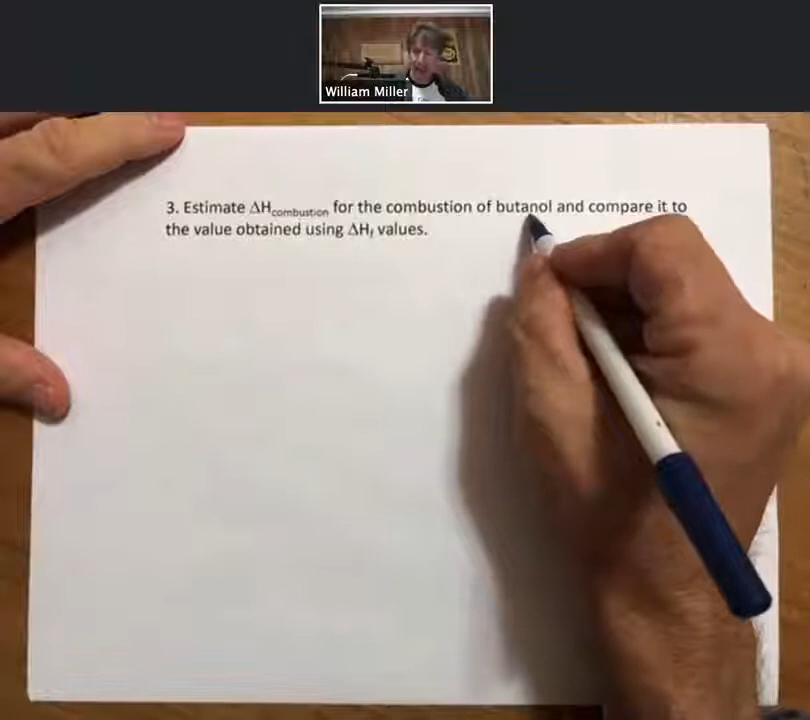 William Miller
3. Estimate ΔHcombustion for the combustion of butanol and compare it to
the value obtained using ΔHf values.